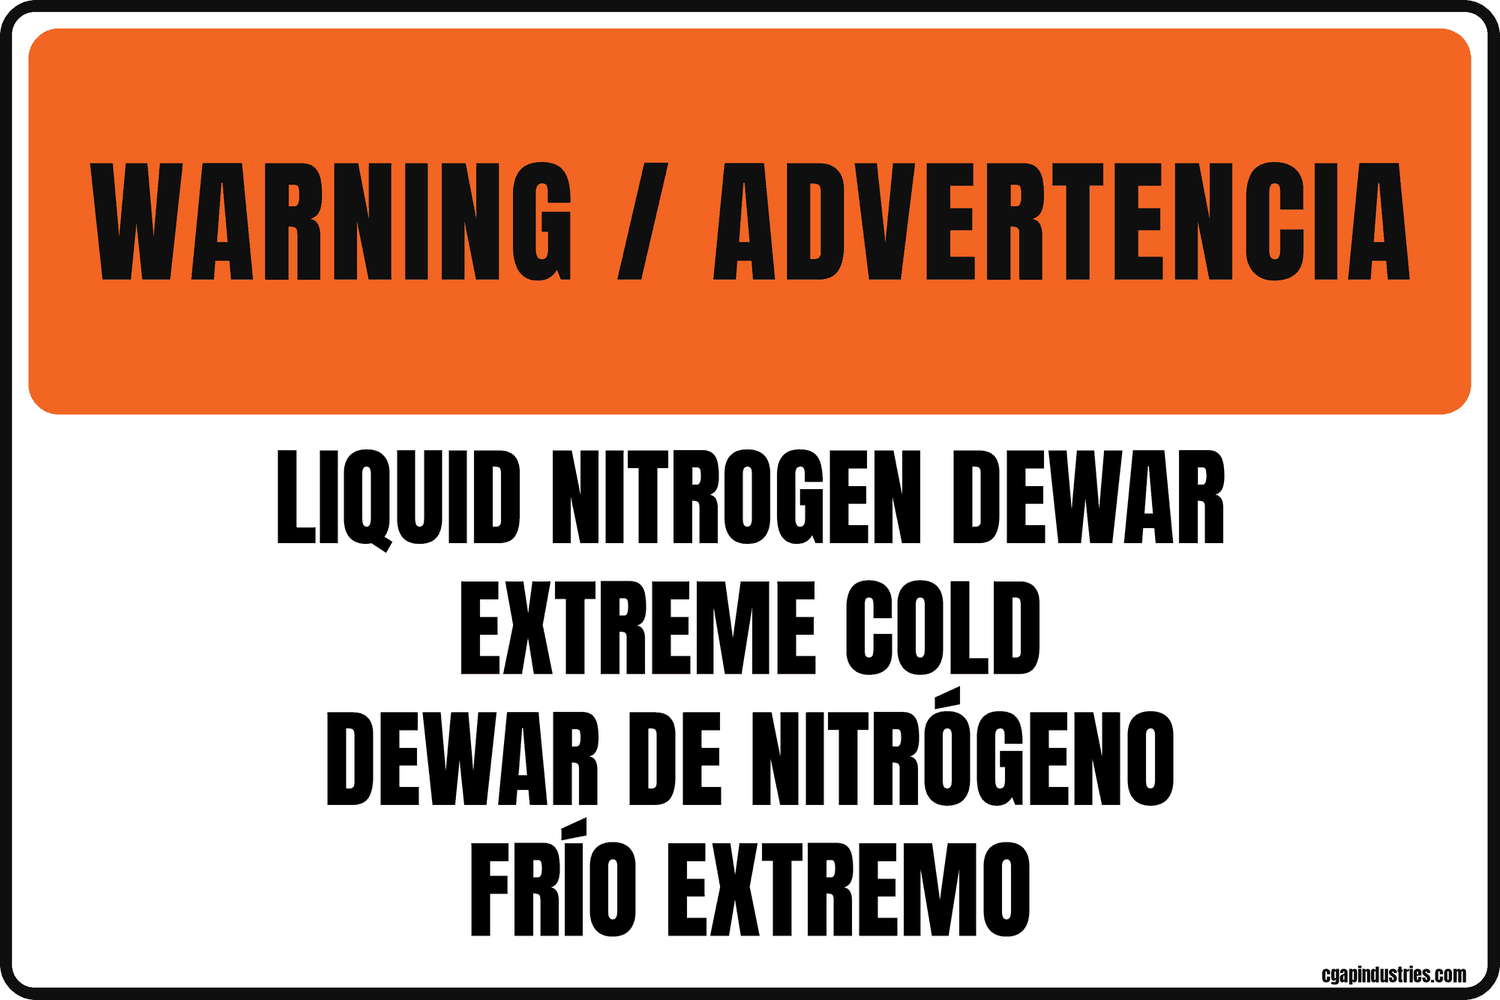 WARNING / ADVERTENCIA
LIQUID NITROGEN DEWAR
EXTREME COLD
DEWAR DE NITRÓGENO
FRÍO EXTREMO
cgapindustries.com